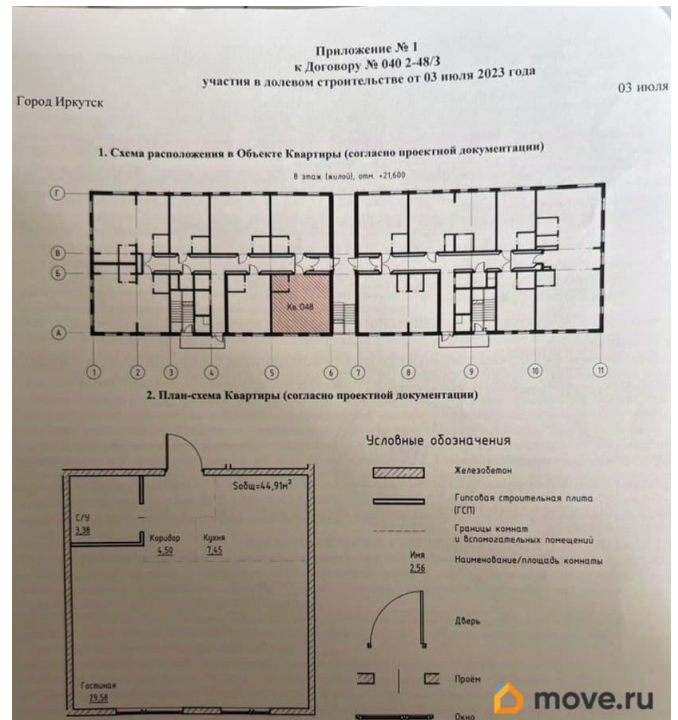 Приложение № 1
к Договору № 040 2-48/3
участия в долевом строительстве от 03 июля 2023 года
Город Иркутск
03 июля
1. Схема расположения в Объекте Квартиры (согласно проектной документации)
8 этаж (жилой), отм. +21,600
Г
В
Б
А
Кв. 048
1 2 3 4 5 6 7 8 9 10 11
2. План-схема Квартиры (согласно проектной документации)
Sобщ=44,91м²
С/У
3,38
Коридор
4,50
Кухня
7,45
Гостиная
29,58
Условные обозначения
Железобетон
Гипсовая строительная плита
(ГСП)
Границы комнат
и вспомогательных помещений
Имя
2,56
Наименование/площадь комнаты
Дверь
Проём
Окно
move.ru